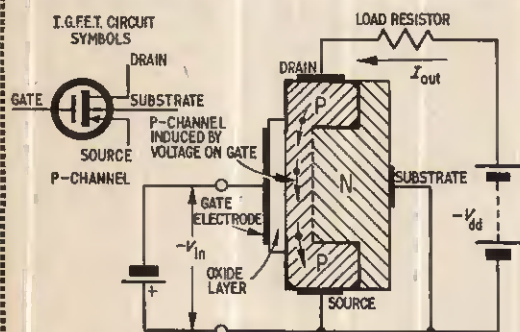 I.G.F.E.T. CIRCUIT
SYMBOLS
DRAIN
GATE
SUBSTRATE
SOURCE
P-CHANNEL
P-CHANNEL
INDUCED BY
VOLTAGE ON GATE
GATE
ELECTRODE
OXIDE
LAYER
-Vin
+
DRAIN
P
N
P
SOURCE
SUBSTRATE
LOAD RESISTOR
Iout
-Vdd